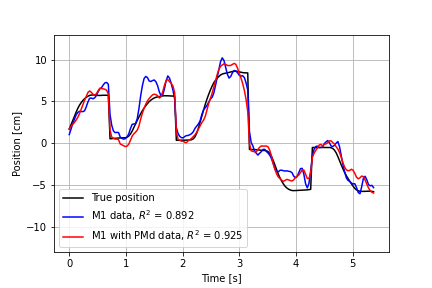 10
5
0
−5
−10
Position [cm]
True position
M1 data, R² = 0.892
M1 with PMd data, R² = 0.925
0 1 2 3 4 5
Time [s]